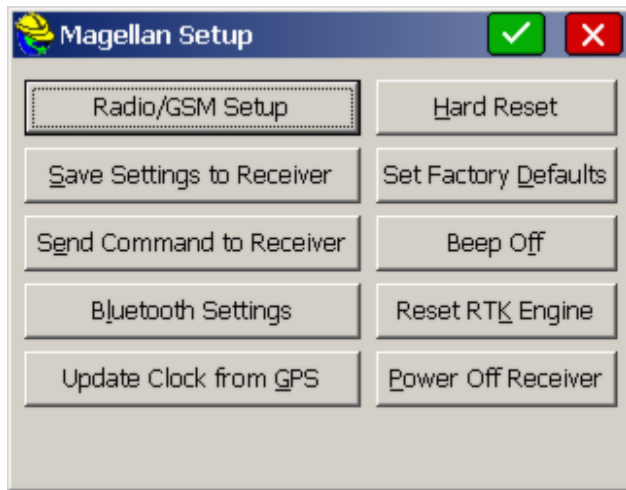 Magellan Setup
Radio/GSM Setup
Hard Reset
Save Settings to Receiver
Set Factory Defaults
Send Command to Receiver
Beep Off
Bluetooth Settings
Reset RTK Engine
Update Clock from GPS
Power Off Receiver